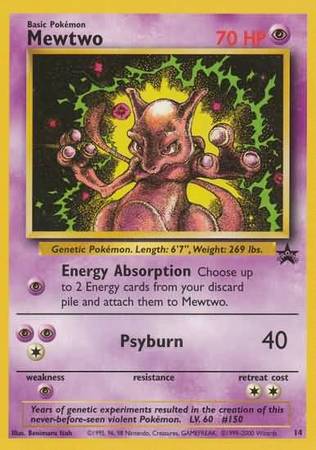 Basic Pokémon
Mewtwo 70 HP
Genetic Pokémon. Length: 6'7", Weight: 269 lbs.
Energy Absorption Choose up
to 2 Energy cards from your discard
pile and attach them to Mewtwo.
Psyburn 40
weakness resistance retreat cost
Years of genetic experiments resulted in the creation of this
never-before-seen violent Pokémon. LV. 60 #150
Illus. Benimaru Itoh ©1995, 96, 98 Nintendo, Creatures, GAMEFREAK. ©1999-2000 Wizards. 14